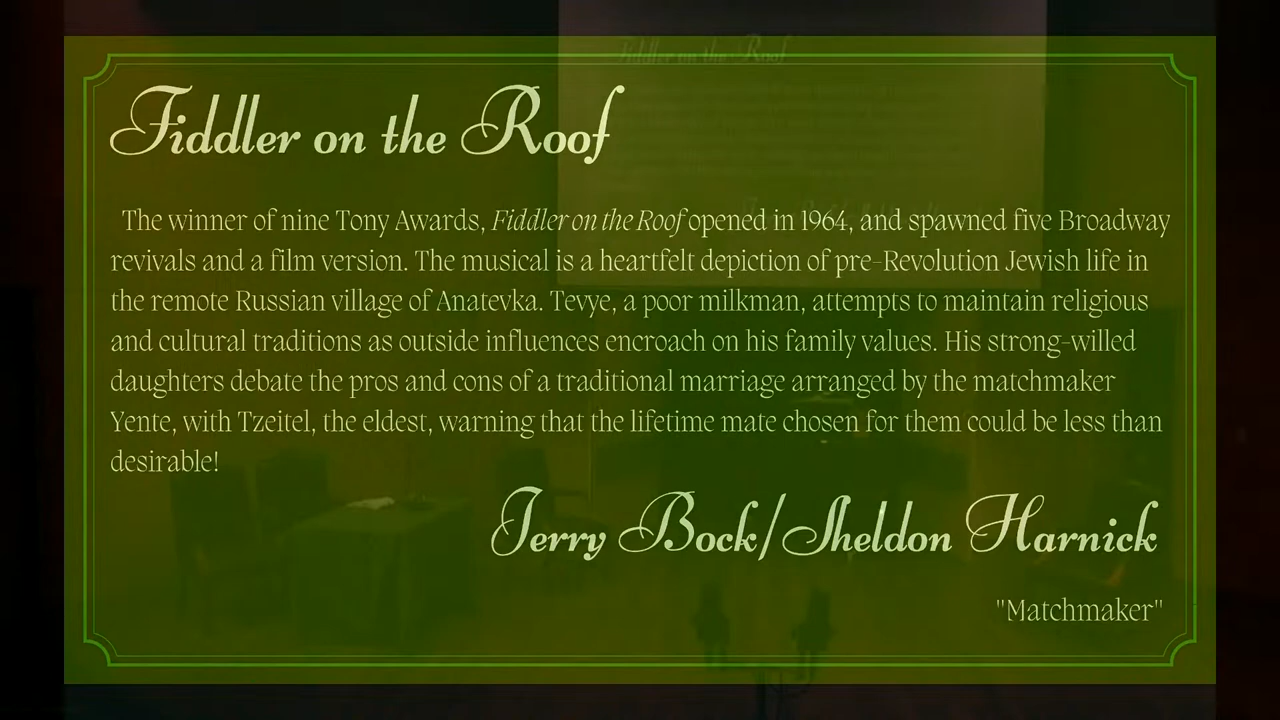 Fiddler on the Roof
The winner of nine Tony Awards, Fiddler on the Roof opened in 1964, and spawned five Broadway
revivals and a film version. The musical is a heartfelt depiction of pre-Revolution Jewish life in
the remote Russian village of Anatevka. Tevye, a poor milkman, attempts to maintain religious
and cultural traditions as outside influences encroach on his family values. His strong-willed
daughters debate the pros and cons of a traditional marriage arranged by the matchmaker
Yente, with Tzeitel, the eldest, warning that the lifetime mate chosen for them could be less than
desirable!
Jerry Bock/Sheldon Harnick
"Matchmaker"
Fiddler on the Roof